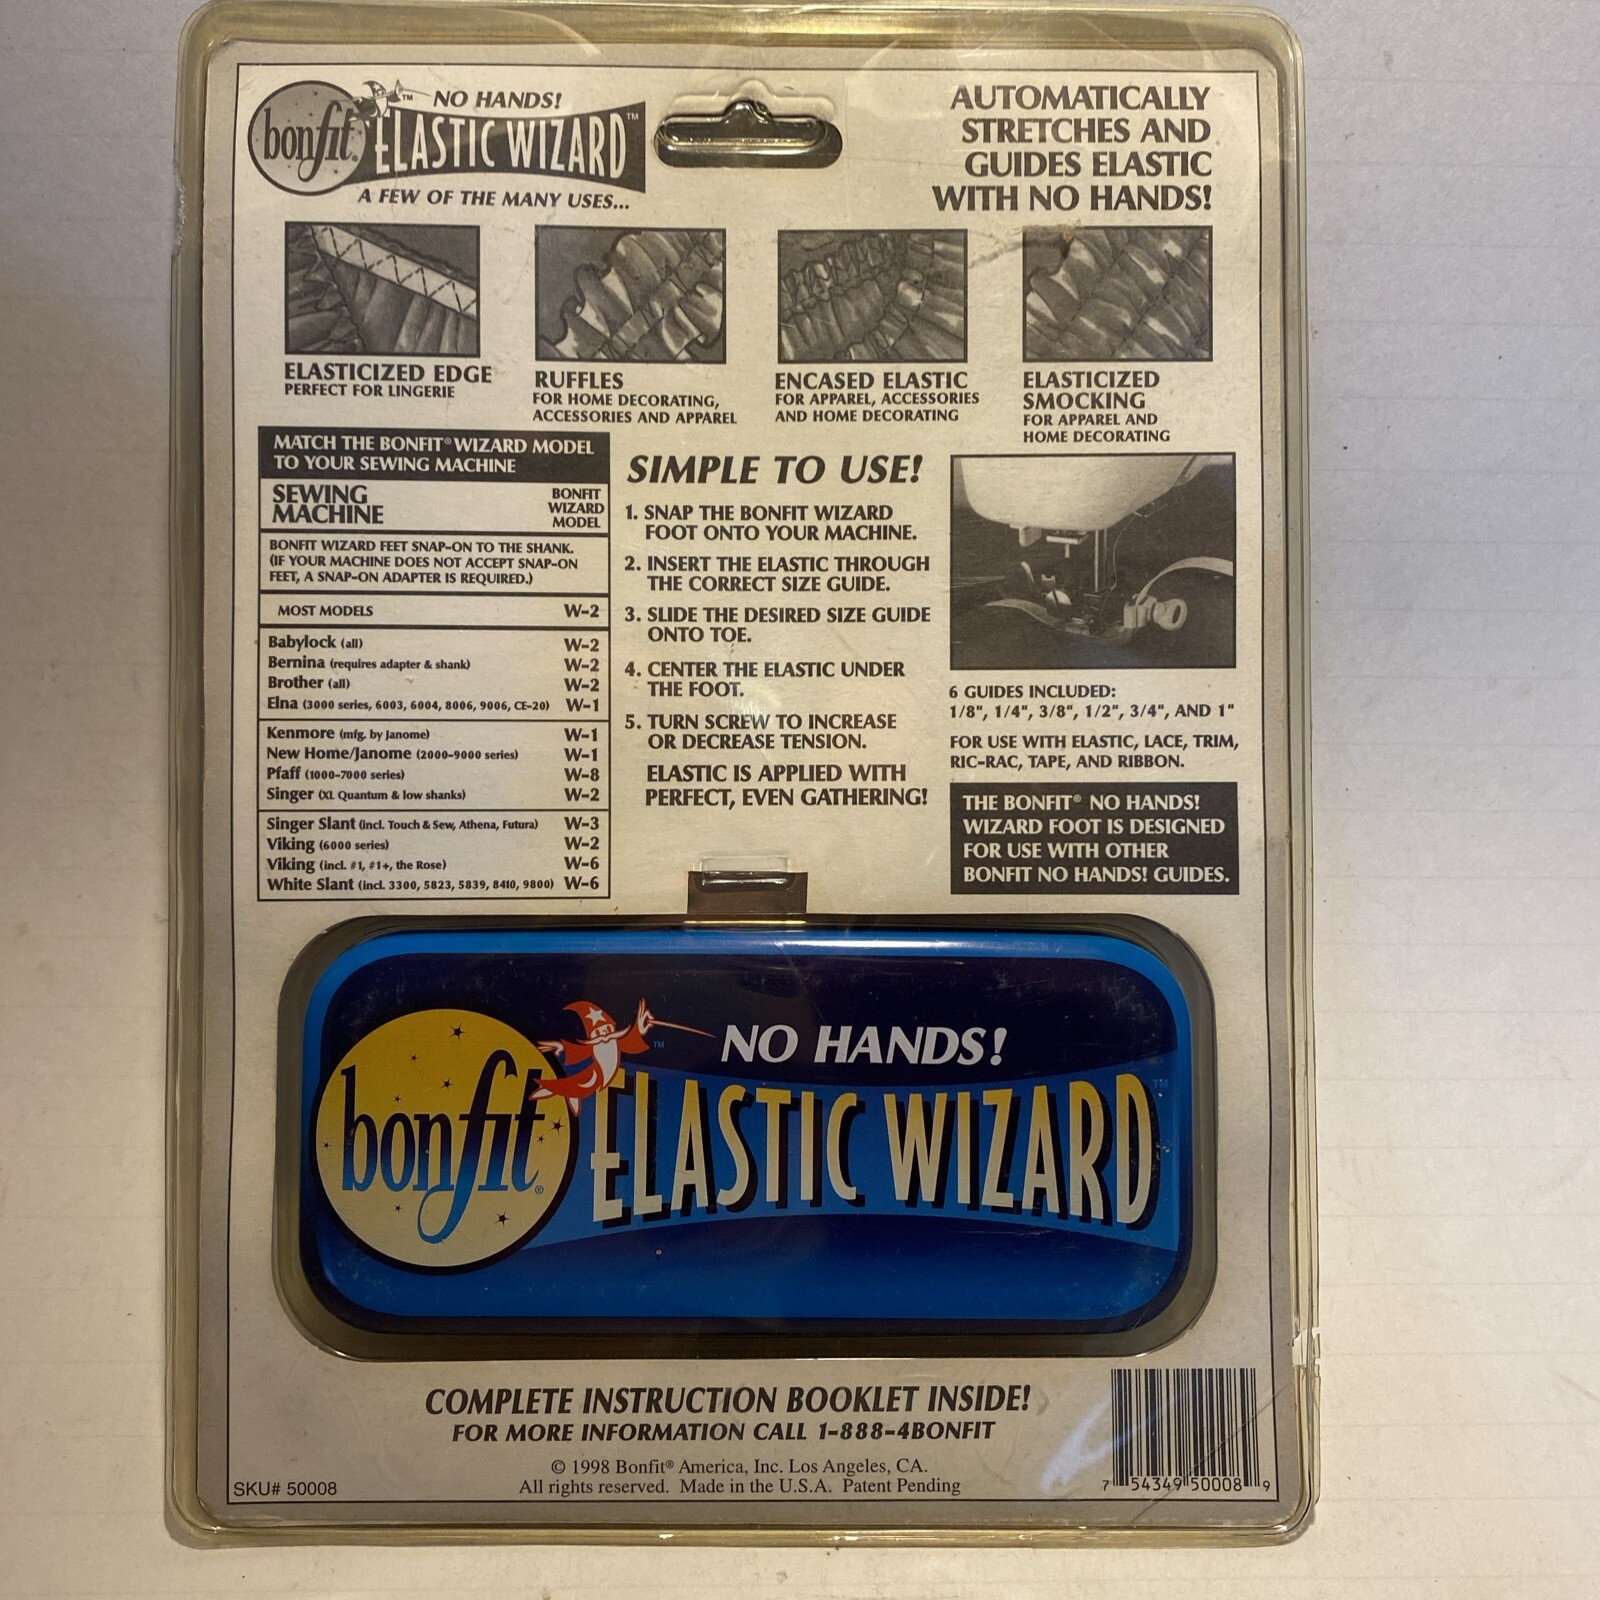 NO HANDS!
bonfit® ™ ELASTIC WIZARD™
A FEW OF THE MANY USES...
AUTOMATICALLY
STRETCHES AND
GUIDES ELASTIC
WITH NO HANDS!
ELASTICIZED EDGE
PERFECT FOR LINGERIE
RUFFLES
FOR HOME DECORATING,
ACCESSORIES AND APPAREL
ENCASED ELASTIC
FOR APPAREL, ACCESSORIES
AND HOME DECORATING
ELASTICIZED
SMOCKING
FOR APPAREL AND
HOME DECORATING
MATCH THE BONFIT® WIZARD MODEL
TO YOUR SEWING MACHINE
SEWING
MACHINE
BONFIT
WIZARD
MODEL
BONFIT WIZARD FEET SNAP-ON TO THE SHANK.
(IF YOUR MACHINE DOES NOT ACCEPT SNAP-ON
FEET, A SNAP-ON ADAPTER IS REQUIRED.)
MOST MODELS W-2
Babylock (all) W-2
Bernina (requires adapter & shank) W-2
Brother (all) W-2
Elna (3000 series, 6003, 6004, 8006, 9006, CE-20) W-1
Kenmore (mfg. by Janome) W-1
New Home/Janome (2000-9000 series) W-1
Pfaff (1000-7000 series) W-8
Singer (XL Quantum & low shanks) W-2
Singer Slant (incl. Touch & Sew, Athena, Futura) W-3
Viking (6000 series) W-2
Viking (incl. #1, #1+, the Rose) W-6
White Slant (incl. 3300, 5823, 5839, 8410, 9800) W-6
SIMPLE TO USE!
1. SNAP THE BONFIT WIZARD
FOOT ONTO YOUR MACHINE.
2. INSERT THE ELASTIC THROUGH
THE CORRECT SIZE GUIDE.
3. SLIDE THE DESIRED SIZE GUIDE
ONTO TOE.
4. CENTER THE ELASTIC UNDER
THE FOOT.
5. TURN SCREW TO INCREASE
OR DECREASE TENSION.
ELASTIC IS APPLIED WITH
PERFECT, EVEN GATHERING!
6 GUIDES INCLUDED:
1/8", 1/4", 3/8", 1/2", 3/4", AND 1"
FOR USE WITH ELASTIC, LACE, TRIM,
RIC-RAC, TAPE, AND RIBBON.
THE BONFIT® NO HANDS!
WIZARD FOOT IS DESIGNED
FOR USE WITH OTHER
BONFIT NO HANDS! GUIDES.
™ NO HANDS!
bonfit® ELASTIC WIZARD™
COMPLETE INSTRUCTION BOOKLET INSIDE!
FOR MORE INFORMATION CALL 1-888-4BONFIT
© 1998 Bonfit® America, Inc. Los Angeles, CA.
All rights reserved. Made in the U.S.A. Patent Pending
SKU# 50008
7 54349 50008 9